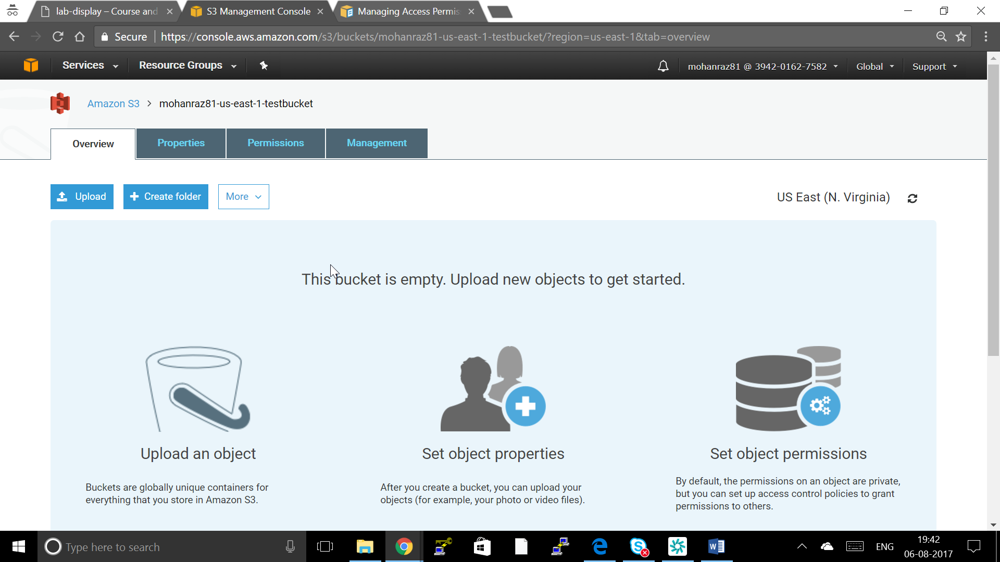 lab-display – Course and
S3 Management Console
Managing Access Permis
Secure
https://console.aws.amazon.com/s3/buckets/mohanraz81-us-east-1-testbucket/?region=us-east-1&tab=overview
Services
Resource Groups
mohanraz81 @ 3942-0162-7582
Global
Support
Amazon S3 > mohanraz81-us-east-1-testbucket
Overview
Properties
Permissions
Management
Upload
Create folder
More
US East (N. Virginia)
This bucket is empty. Upload new objects to get started.
Upload an object
Buckets are globally unique containers for
everything that you store in Amazon S3.
Set object properties
After you create a bucket, you can upload your
objects (for example, your photo or video files).
Set object permissions
By default, the permissions on an object are private,
but you can set up access control policies to grant
permissions to others.
Type here to search
ENG
19:42
06-08-2017